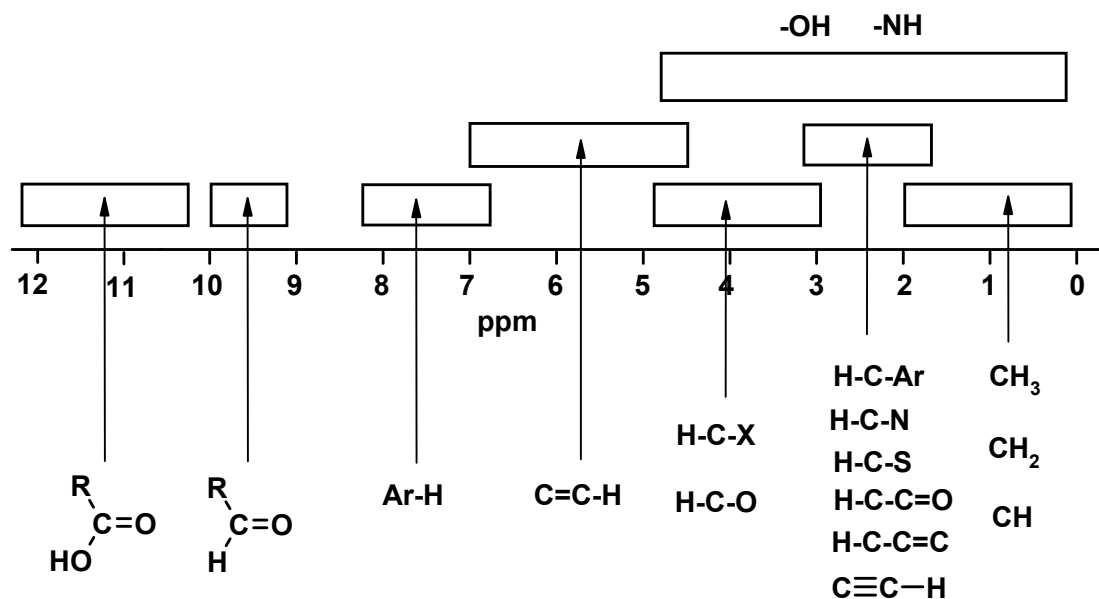 -OH -NH
12 11 10 9 8 7 6 5 4 3 2 1 0
ppm
H-C-Ar CH₃
H-C-N
H-C-X
H-C-S CH₂
R R Ar-H C=C-H H-C-O H-C-C=O
C=O C=O CH
HO H H-C-C=C
C≡C-H